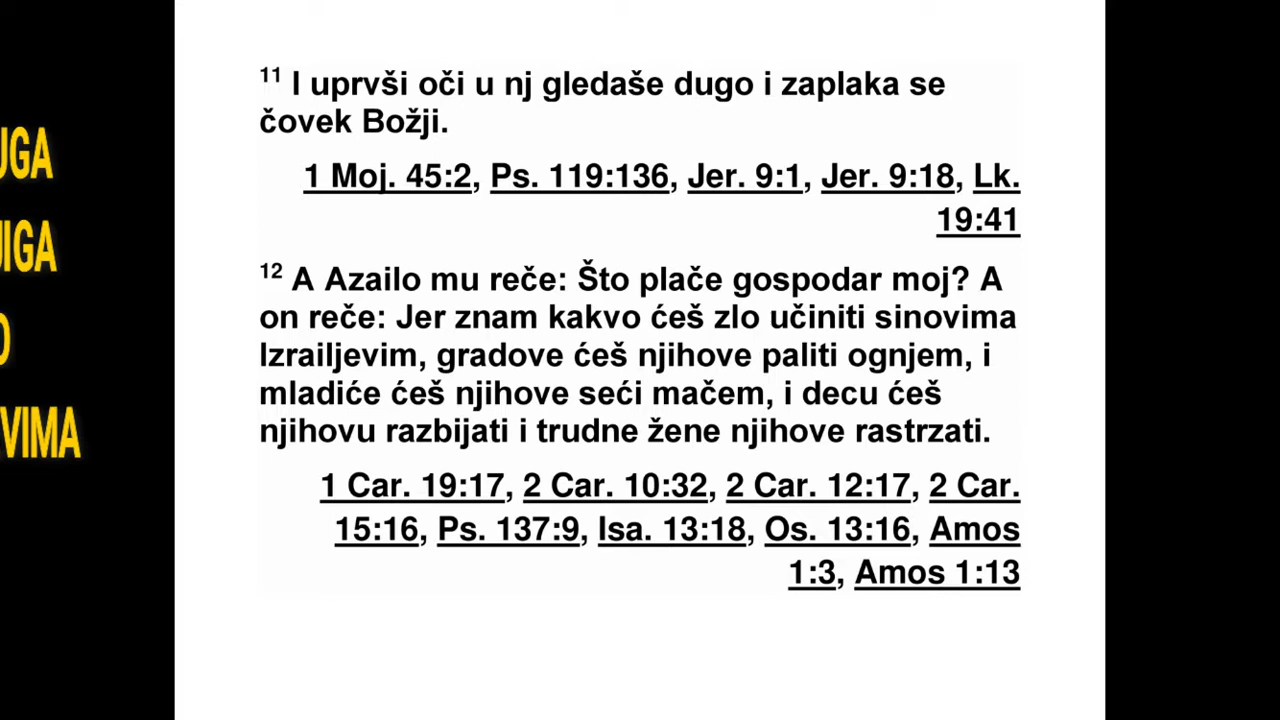 UGA
JIGA
O
VIMA
11 I uprvši oči u nj gledaše dugo i zaplaka se
čovek Božji.
1 Moj. 45:2, Ps. 119:136, Jer. 9:1, Jer. 9:18, Lk.
19:41
12 A Azailo mu reče: Što plače gospodar moj? A
on reče: Jer znam kakvo ćeš zlo učiniti sinovima
Izrailjevim, gradove ćeš njihove paliti ognjem, i
mladiće ćeš njihove seći mačem, i decu ćeš
njihovu razbijati i trudne žene njihove rastrzati.
1 Car. 19:17, 2 Car. 10:32, 2 Car. 12:17, 2 Car.
15:16, Ps. 137:9, Isa. 13:18, Os. 13:16, Amos
1:3, Amos 1:13